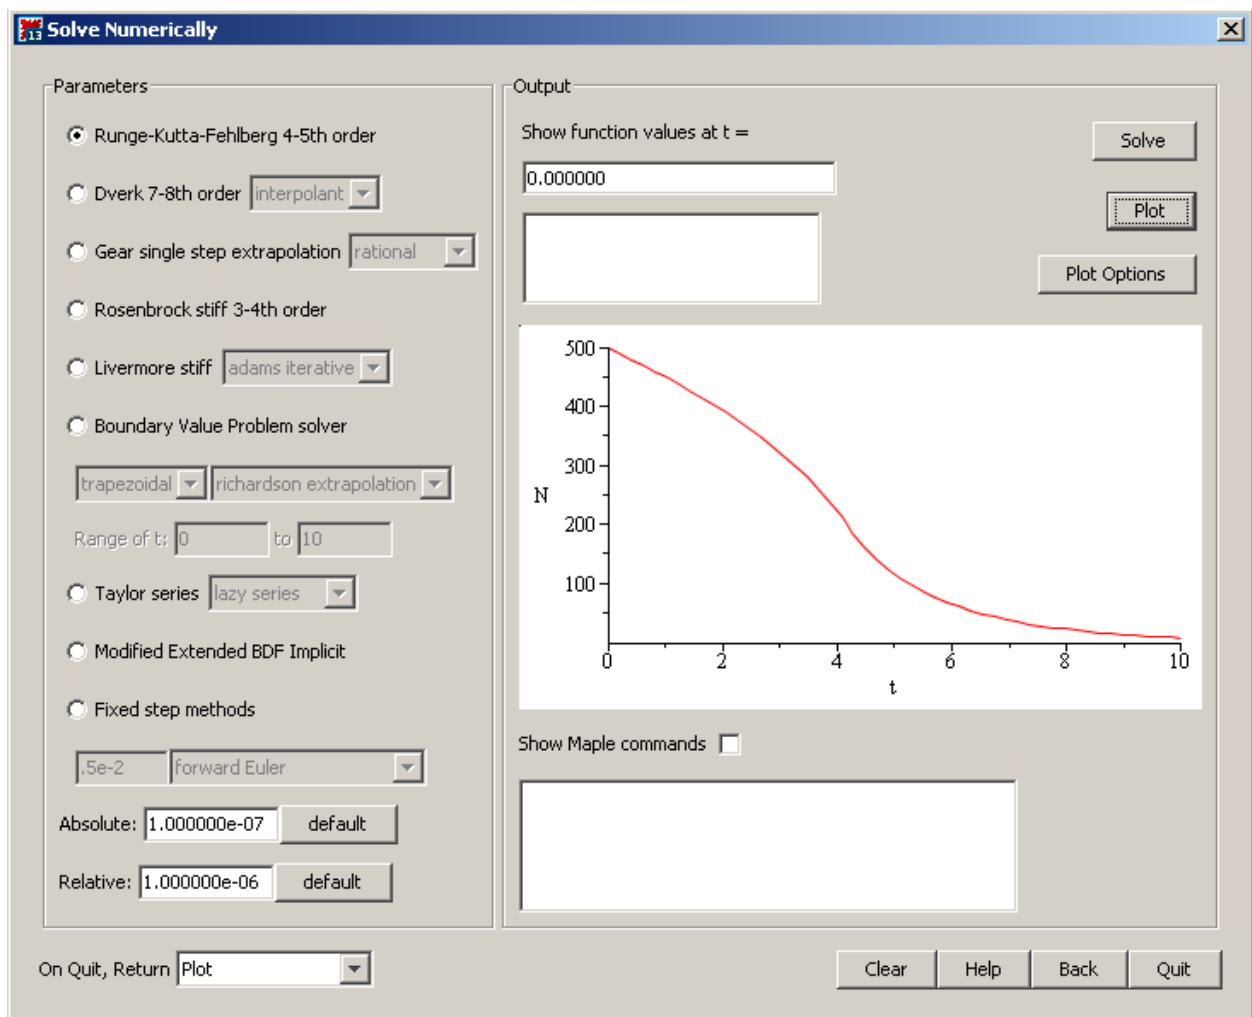 13 Solve Numerically
Parameters
Runge-Kutta-Fehlberg 4-5th order
Dverk 7-8th order interpolant
Gear single step extrapolation rational
Rosenbrock stiff 3-4th order
Livermore stiff adams iterative
Boundary Value Problem solver
trapezoidal richardson extrapolation
Range of t: 0 to 10
Taylor series lazy series
Modified Extended BDF Implicit
Fixed step methods
.5e-2 forward Euler
Absolute: 1.000000e-07 default
Relative: 1.000000e-06 default
Output
Show function values at t =
0.000000
Solve
Plot
Plot Options
500
400
300
N
200
100
0 2 4 6 8 10
t
Show Maple commands
On Quit, Return Plot
Clear Help Back Quit